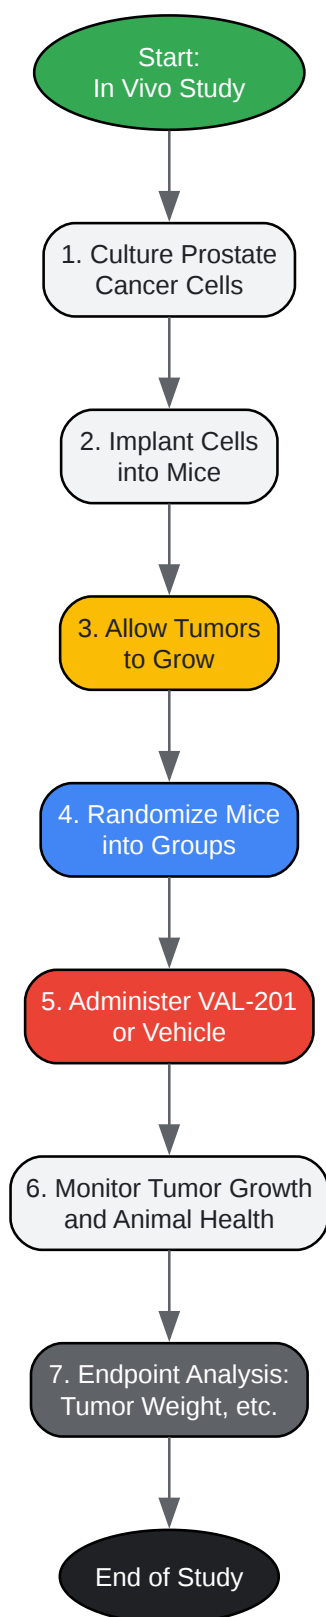 Start:
In Vivo Study
1. Culture Prostate
Cancer Cells
2. Implant Cells
into Mice
3. Allow Tumors
to Grow
4. Randomize Mice
into Groups
5. Administer VAL-201
or Vehicle
6. Monitor Tumor Growth
and Animal Health
7. Endpoint Analysis:
Tumor Weight, etc.
End of Study